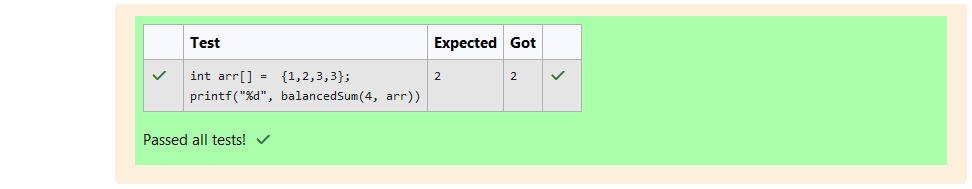 Test Expected Got
int arr[] =  {1,2,3,3}; 2 2
printf("%d", balancedSum(4, arr))
Passed all tests!